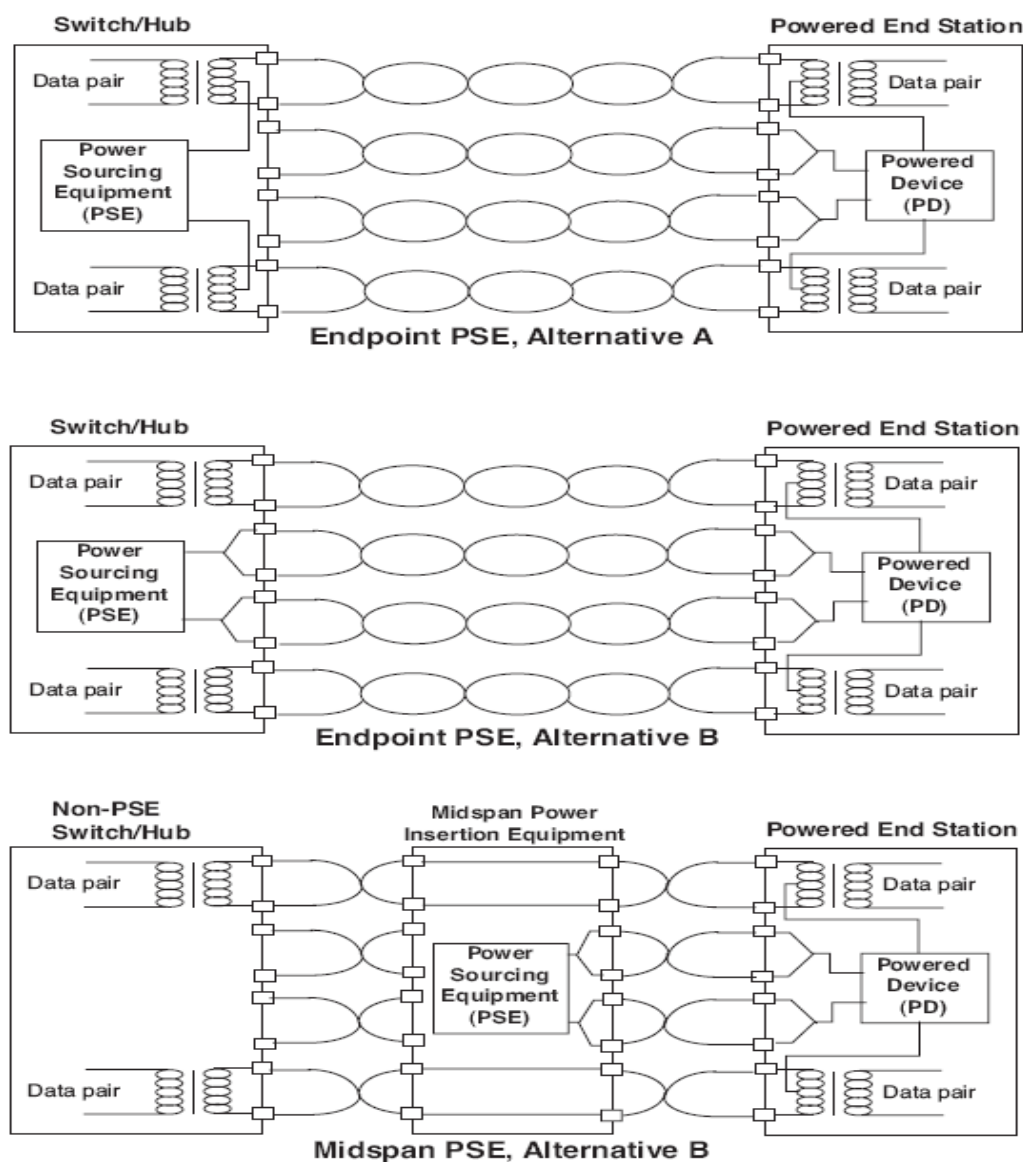 Switch/Hub
Powered End Station
Data pair
Data pair
Power
Sourcing
Equipment
(PSE)
Powered
Device
(PD)
Data pair
Data pair
Endpoint PSE, Alternative A
Switch/Hub
Powered End Station
Data pair
Data pair
Power
Sourcing
Equipment
(PSE)
Powered
Device
(PD)
Data pair
Data pair
Endpoint PSE, Alternative B
Non-PSE
Switch/Hub
Midspan Power
Insertion Equipment
Powered End Station
Data pair
Data pair
Power
Sourcing
Equipment
(PSE)
Powered
Device
(PD)
Data pair
Data pair
Midspan PSE, Alternative B